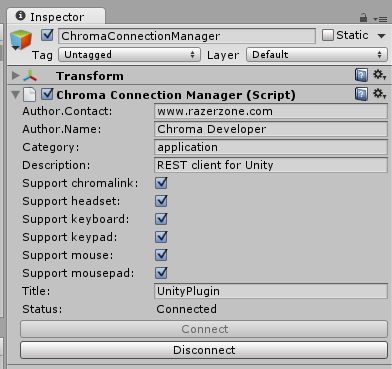 Inspector
ChromaConnectionManager Static
Tag Untagged Layer Default
Transform
Chroma Connection Manager (Script)
Author.Contact: www.razerzone.com
Author.Name: Chroma Developer
Category: application
Description: REST client for Unity
Support chromalink:
Support headset:
Support keyboard:
Support keypad:
Support mouse:
Support mousepad:
Title: UnityPlugin
Status: Connected
Connect
Disconnect